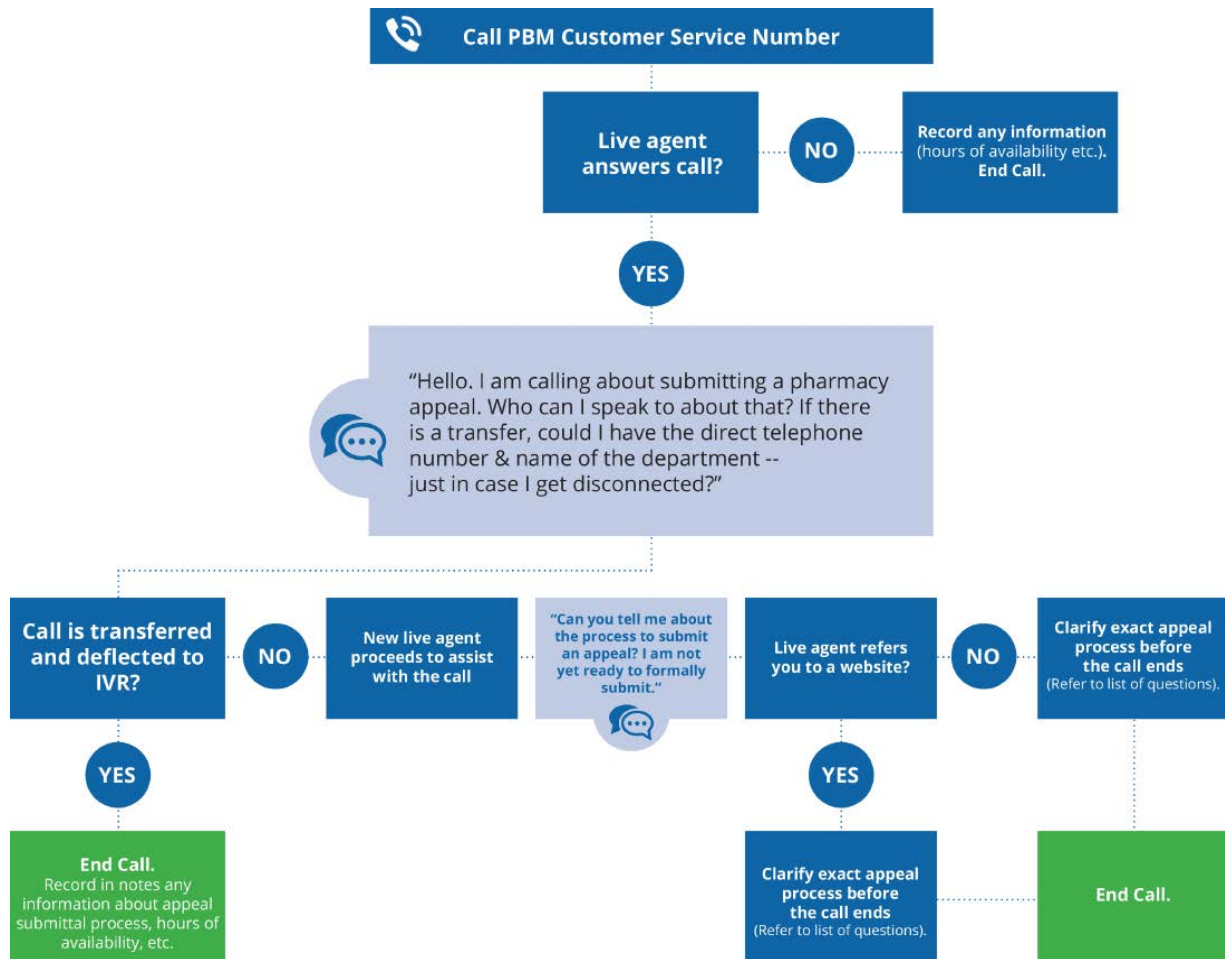 Call PBM Customer Service Number
Live agent
answers call?
NO
Record any information
(hours of availability etc.).
End Call.
YES
“Hello. I am calling about submitting a pharmacy
appeal. Who can I speak to about that? If there
is a transfer, could I have the direct telephone
number & name of the department --
just in case I get disconnected?”
Call is transferred
and deflected to
IVR?
NO
New live agent
proceeds to assist
with the call
“Can you tell me about
the process to submit
an appeal? I am not
yet ready to formally
submit.”
Live agent refers
you to a website?
NO
Clarify exact appeal
process before
the call ends
(Refer to list of questions).
YES
YES
End Call.
Record in notes any
information about appeal
submittal process, hours of
availability, etc.
Clarify exact appeal
process before
the call ends
(Refer to list of questions).
End Call.